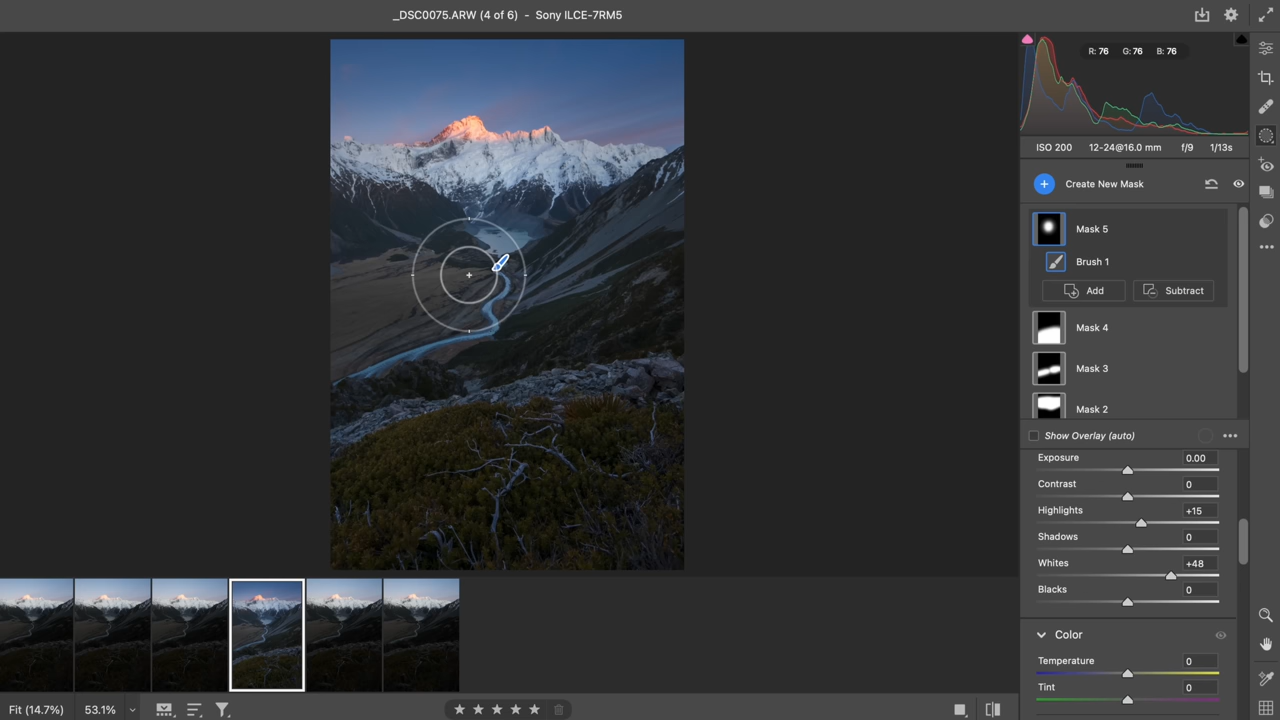 _DSC0075.ARW (4 of 6) - Sony ILCE-7RM5
R: 76 G: 76 B: 76
ISO 200 12-24@16.0 mm f/9 1/13s
Create New Mask
Mask 5
Brush 1
Add Subtract
Mask 4
Mask 3
Mask 2
Show Overlay (auto)
Exposure 0.00
Contrast 0
Highlights +15
Shadows 0
Whites +48
Blacks 0
Color
Temperature 0
Tint 0
Fit (14.7%) 53.1%